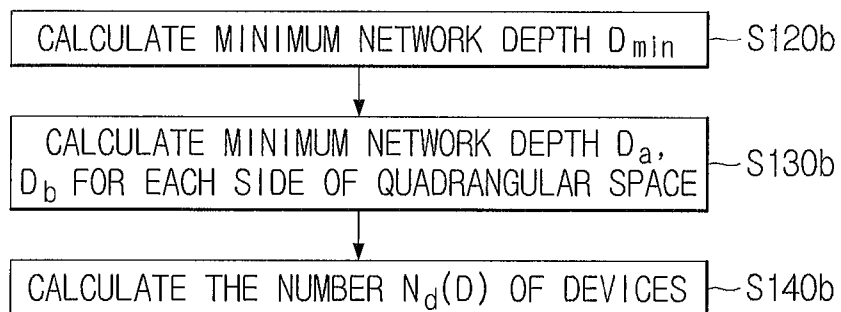 CALCULATE MINIMUM NETWORK DEPTH Dmin
S120b
CALCULATE MINIMUM NETWORK DEPTH Da,
Db FOR EACH SIDE OF QUADRANGULAR SPACE
S130b
CALCULATE THE NUMBER Nd(D) OF DEVICES
S140b